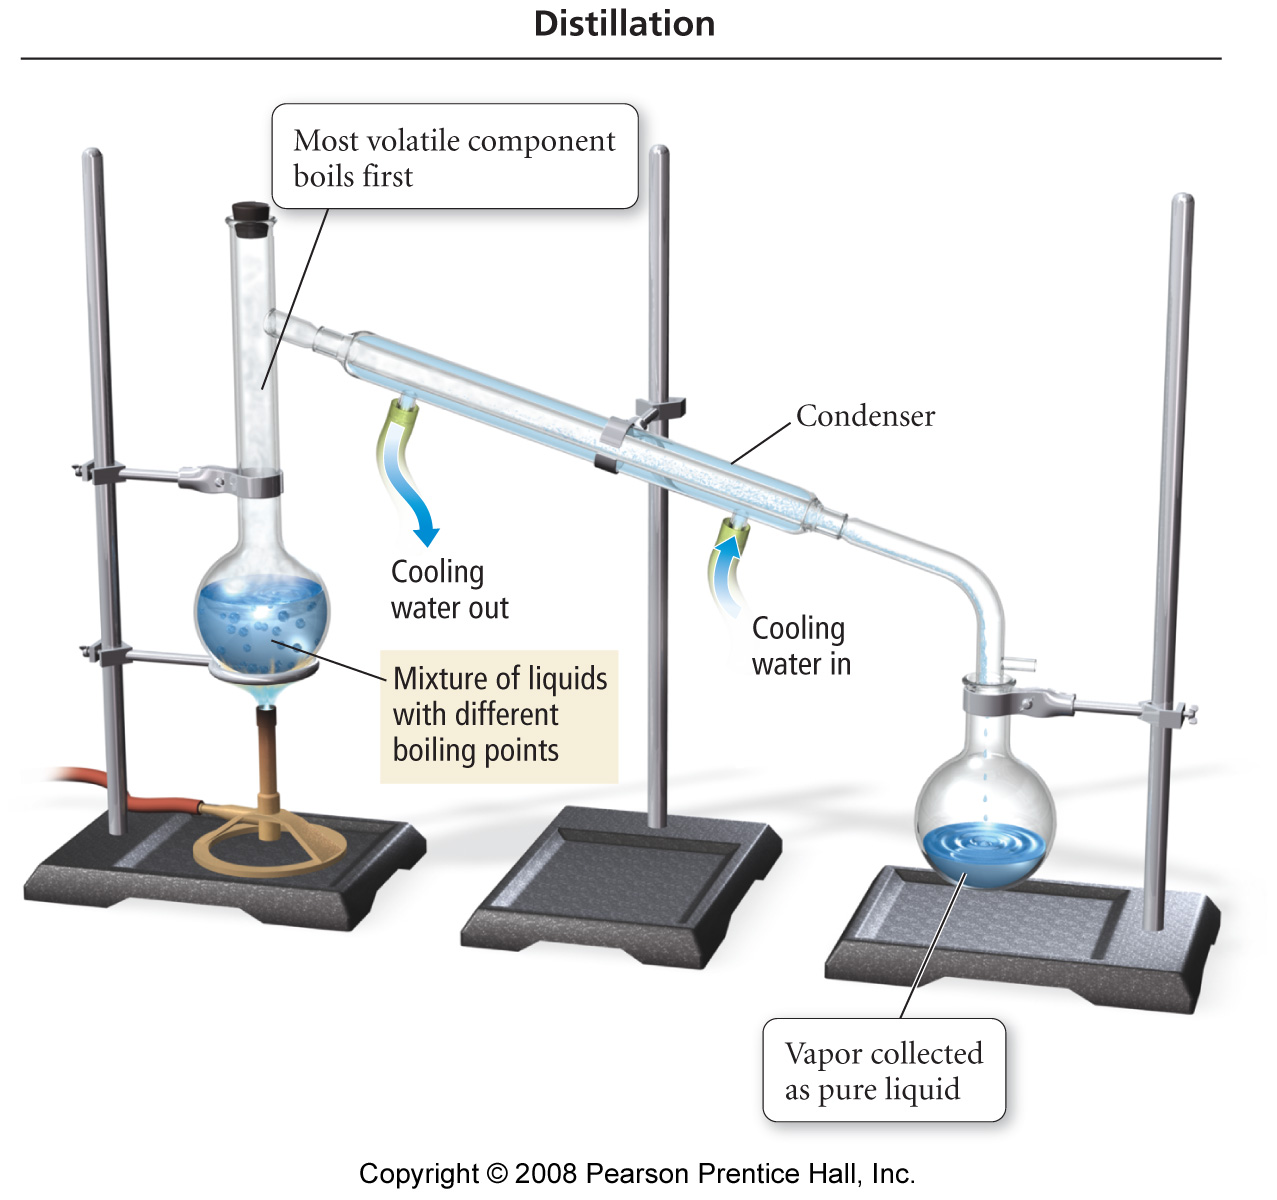 Distillation
Most volatile component
boils first
Condenser
Cooling
water out
Cooling
water in
Mixture of liquids
with different
boiling points
Vapor collected
as pure liquid
Copyright © 2008 Pearson Prentice Hall, Inc.